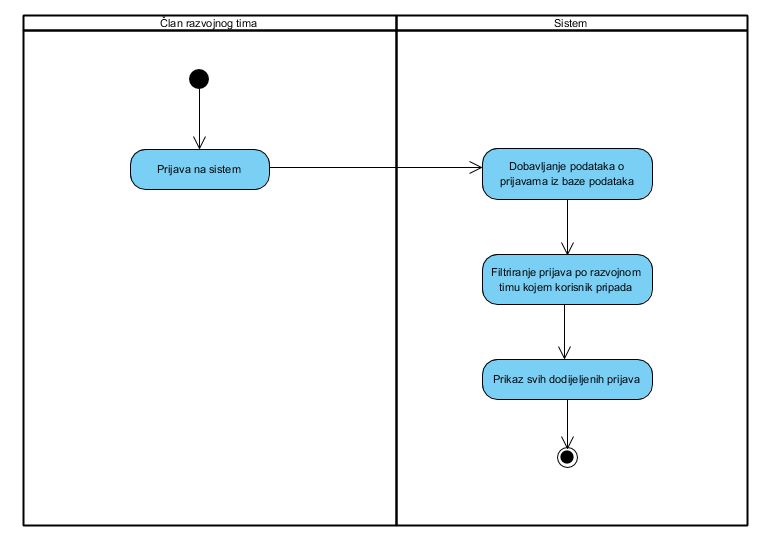 Član razvojnog tima
Sistem
Prijava na sistem
Dobavljanje podataka o
prijavama iz baze podataka
Filtriranje prijava po razvojnom
timu kojem korisnik pripada
Prikaz svih dodijeljenih prijava